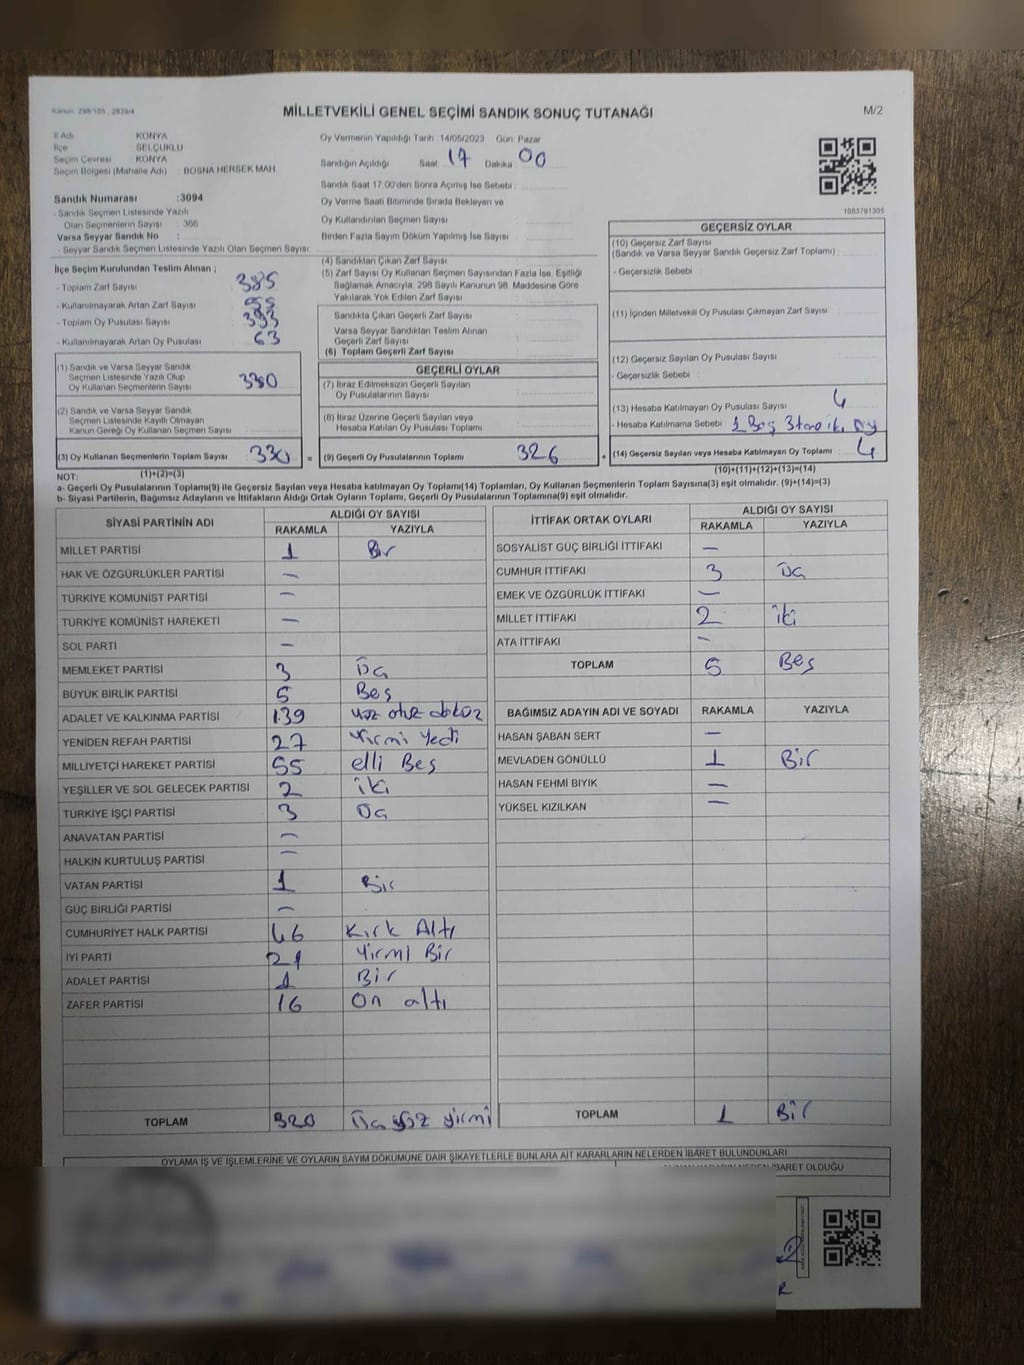 Kanun: 298/105 , 2839/4
MİLLETVEKİLİ GENEL SEÇİMİ SANDIK SONUÇ TUTANAĞI
M/2
İl Adı KONYA
İlçe SELÇUKLU
Seçim Çevresi KONYA
Seçim Bölgesi (Mahalle Adı) BOSNA HERSEK MAH.
Oy Vermenin Yapıldığı Tarih 14/05/2023 Gün Pazar
Sandığın Açıldığı Saat 17 Dakika 00
Sandık Saat 17.00'den Sonra Açımış İse Sebebi :
Oy Verme Saati Bitiminde Sırada Bekleyen ve
Oy Kullandırılan Seçmen Sayısı :
Birden Fazla Sayım Döküm Yapılmış İse Sayısı
1083791305
Sandık Numarası :3094
- Sandık Seçmen Listesinde Yazılı
Olan Seçmenlerin Sayısı : 366
Varsa Seyyar Sandık No :
- Seyyar Sandık Seçmen Listesinde Yazılı Olan Seçmen Sayısı:
İlçe Seçim Kurulundan Teslim Alınan ;
- Toplam Zarf Sayısı 385
- Kullanılmayarak Artan Zarf Sayısı 55
- Toplam Oy Pusulası Sayısı 393
- Kullanılmayarak Artan Oy Pusulası 63
(1) Sandık ve Varsa Seyyar Sandık
Seçmen Listesinde Yazılı Olup
Oy Kullanan Seçmenlerin Sayısı 330
(2) Sandık ve Varsa Seyyar Sandık
Seçmen Listesinde Kayıtlı Olmayan
Kanun Gereği Oy Kullanan Seçmen Sayısı
(3) Oy Kullanan Seçmenlerin Toplam Sayısı 330 =
(1)+(2)=(3)
(4) Sandıktan Çıkan Zarf Sayısı
(5) Zarf Sayısı Oy Kullanan Seçmen Sayısından Fazla İse, Eşitliği
Sağlamak Amacıyla, 298 Sayılı Kanunun 98. Maddesine Göre
Yakılarak Yok Edilen Zarf Sayısı
Sandıkta Çıkan Geçerli Zarf Sayısı
Varsa Seyyar Sandıktan Teslim Alınan
Geçerli Zarf Sayısı
(6) Toplam Geçerli Zarf Sayısı
GEÇERLİ OYLAR
(7) İtiraz Edilmeksizin Geçerli Sayılan
Oy Pusulasının Sayısı
(8) İtiraz Üzerine Geçerli Sayılan veya
Hesaba Katılan Oy Pusulası Toplamı
(9) Geçerli Oy Pusulalarının Toplamı 326 +
GEÇERSİZ OYLAR
(10) Geçersiz Zarf Sayısı
(Sandık ve Varsa Seyyar Sandık Geçersiz Zarf Toplamı)
- Geçersizlik Sebebi
(11) İçinden Milletvekili Oy Pusulası Çıkmayan Zarf Sayısı
(12) Geçersiz Sayılan Oy Pusulası Sayısı
- Geçersizlik Sebebi
(13) Hesaba Katılmayan Oy Pusulası Sayısı 4
- Hesaba Katılmama Sebebi : 1 Boş 3 tane iki oy
(14) Geçersiz Sayılan veya Hesaba Katılmayan Oy Toplamı 4
(10)+(11)+(12)+(13)=(14)
NOT:
a- Geçerli Oy Pusulalarının Toplamı(9) ile Geçersiz Sayılan veya Hesaba katılmayan Oy Toplamı(14) Toplamları, Oy Kullanan Seçmenlerin Toplam Sayısına(3) eşit olmalıdır. (9)+(14)=(3)
b- Siyasi Partilerin, Bağımsız Adayların ve İttifakların Aldığı Ortak Oyların Toplamı, Geçerli Oy Pusulalarının Toplamına(9) eşit olmalıdır.
SİYASİ PARTİNİN ADI ALDIĞI OY SAYISI
RAKAMLA YAZIYLA
MİLLET PARTİSİ 1 Bir
HAK VE ÖZGÜRLÜKLER PARTİSİ —
TÜRKİYE KOMÜNİST PARTİSİ —
TÜRKİYE KOMÜNİST HAREKETİ —
SOL PARTİ —
MEMLEKET PARTİSİ 3 Üç
BÜYÜK BİRLİK PARTİSİ 5 Beş
ADALET VE KALKINMA PARTİSİ 139 yüz otuz dokuz
YENİDEN REFAH PARTİSİ 27 Yirmi Yedi
MİLLİYETÇİ HAREKET PARTİSİ 55 elli Beş
YEŞİLLER VE SOL GELECEK PARTİSİ 2 iki
TÜRKİYE İŞÇİ PARTİSİ 3 Üç
ANAVATAN PARTİSİ —
HALKIN KURTULUŞ PARTİSİ —
VATAN PARTİSİ 1 Bir
GÜÇ BİRLİĞİ PARTİSİ —
CUMHURİYET HALK PARTİSİ 46 Kırk Altı
İYİ PARTİ 21 Yirmi Bir
ADALET PARTİSİ 1 Bir
ZAFER PARTİSİ 16 On altı
TOPLAM 320 Üç yüz yirmi
İTTİFAK ORTAK OYLARI ALDIĞI OY SAYISI
RAKAMLA YAZIYLA
SOSYALİST GÜÇ BİRLİĞİ İTTİFAKI —
CUMHUR İTTİFAKI 3 Üç
EMEK VE ÖZGÜRLÜK İTTİFAKI —
MİLLET İTTİFAKI 2 İki
ATA İTTİFAKI —
TOPLAM 5 Beş
BAĞIMSIZ ADAYIN ADI VE SOYADI RAKAMLA YAZIYLA
HASAN ŞABAN SERT —
MEVLADEN GÖNÜLLÜ 1 Bir
HASAN FEHMİ BIYIK —
YÜKSEL KIZILKAN —
TOPLAM 1 Bir
OYLAMA İŞ VE İŞLEMLERİNE VE OYLARIN SAYIM DÖKÜMÜNE DAİR ŞİKAYETLERLE BUNLARA AİT KARARLARIN NELERDEN İBARET BULUNDUKLARI
İBARET OLDUĞU